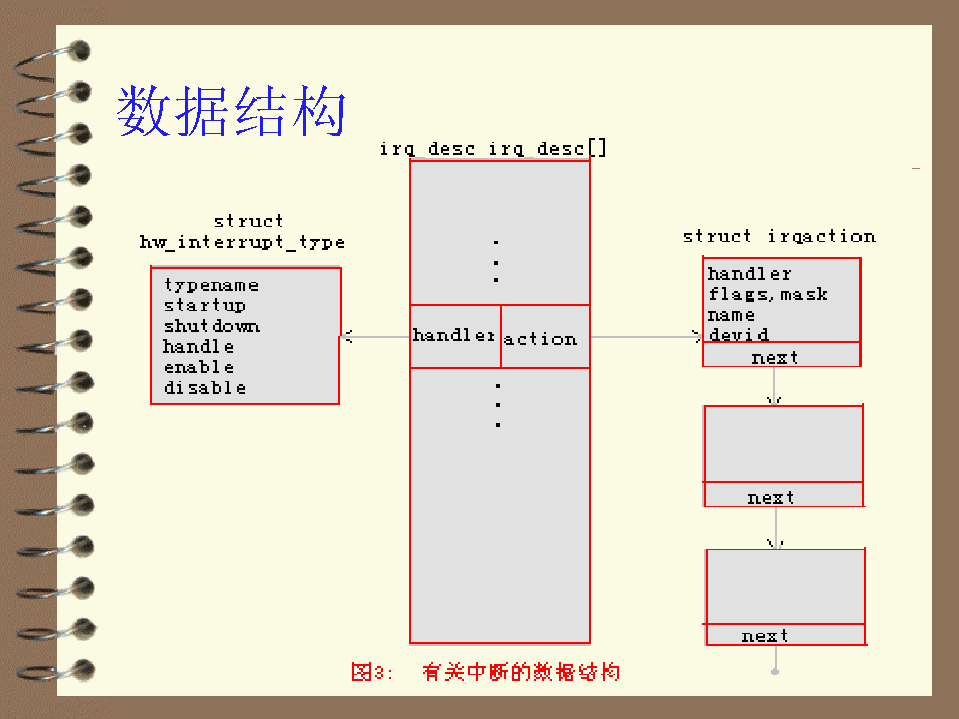 数据结构
irq_desc irq_desc[]
struct
hw_interrupt_type
typename
startup
shutdown
handle
enable
disable
handler
action
struct irqaction
handler
flags,mask
name
devid
next
next
next
图3: 有关中断的数据结构